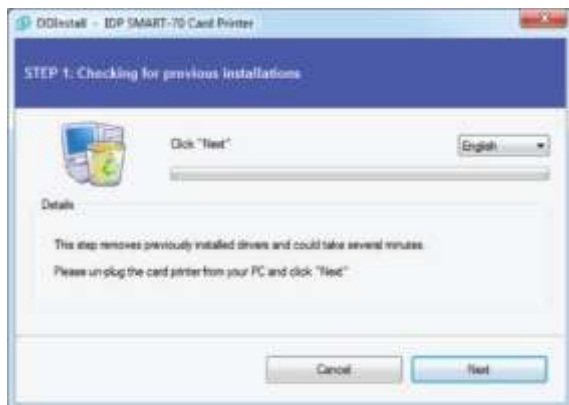 DDInstall - IDP SMART-70 Card Printer
STEP 1: Checking for previous installations
Click "Next"
English
Details
This step removes previously installed drivers and could take several minutes.
Please un-plug the card printer from your PC and click "Next"
Cancel
Next